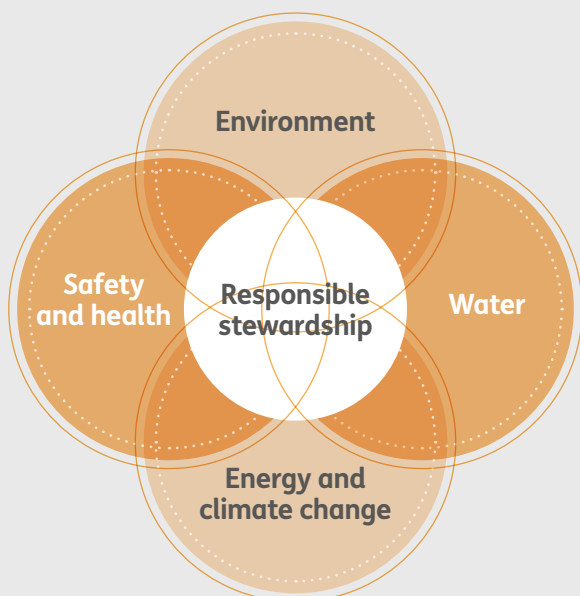 Environment
Safety
and health
Responsible
stewardship
Water
Energy and
climate change